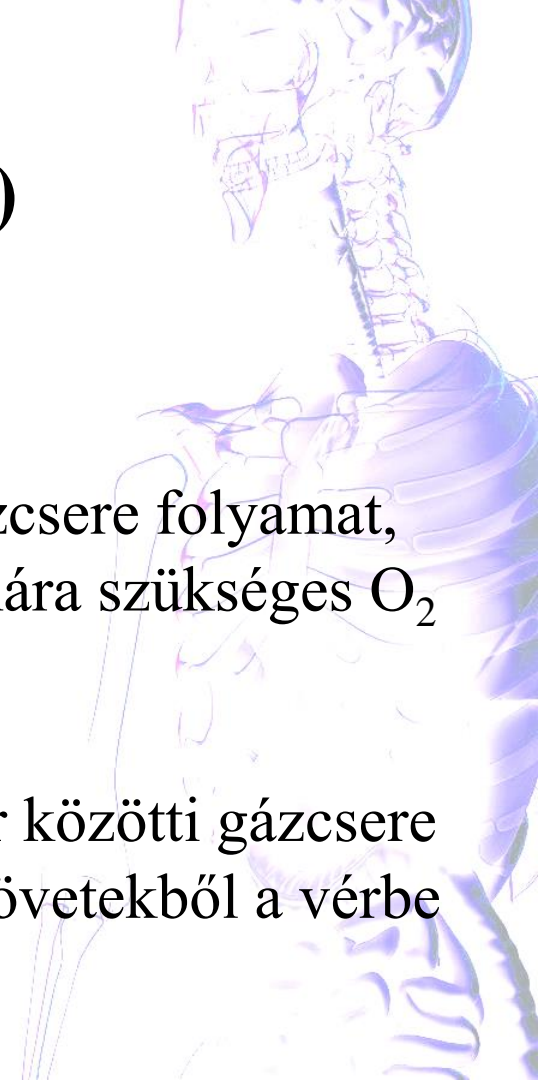 )
zcsere folyamat,
ára szükséges O₂
r közötti gázcsere
övetekből a vérbe